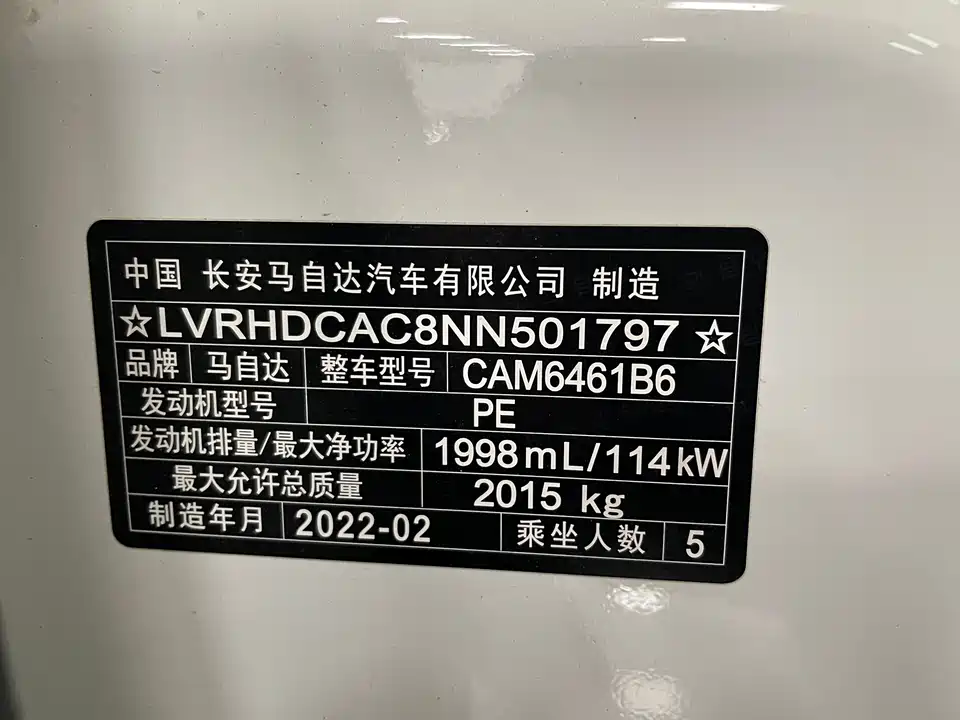 中国 长安马自达汽车有限公司 制造
☆LVRHDCAC8NN501797☆
品牌 马自达 整车型号 CAM6461B6
发动机型号 PE
发动机排量/最大净功率 1998mL/114kW
最大允许总质量 2015 kg
制造年月 2022-02 乘坐人数 5